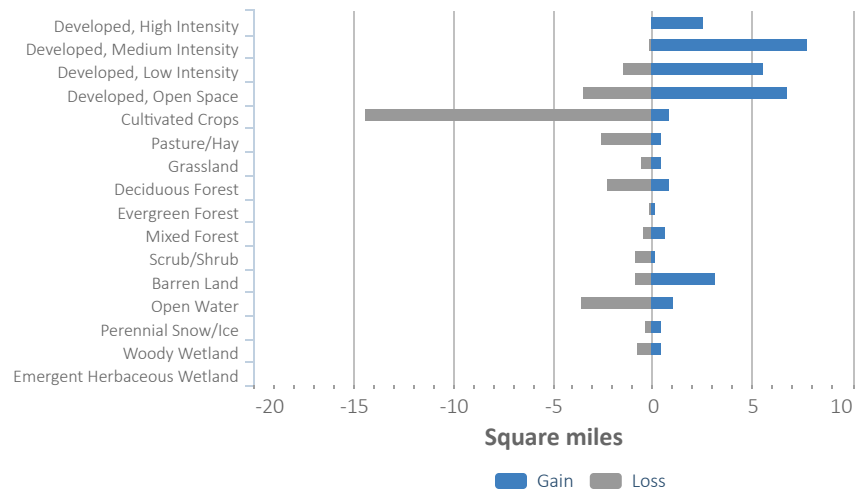 Developed, High Intensity
Developed, Medium Intensity
Developed, Low Intensity
Developed, Open Space
Cultivated Crops
Pasture/Hay
Grassland
Deciduous Forest
Evergreen Forest
Mixed Forest
Scrub/Shrub
Barren Land
Open Water
Perennial Snow/Ice
Woody Wetland
Emergent Herbaceous Wetland
-20 -15 -10 -5 0 5 10
Square miles
Gain Loss